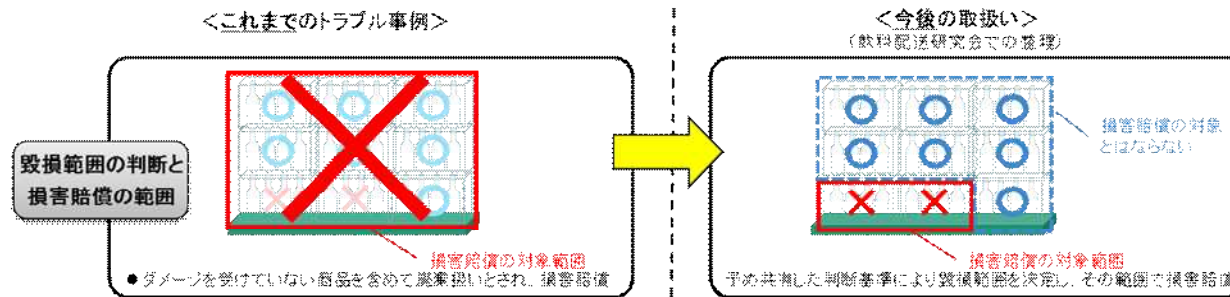 ＜これまでのトラブル事例＞
＜今後の取扱い＞
（飲料配送研究会での整理）
毀損範囲の判断と
損害賠償の範囲
損害賠償の対象
とはならない
損害賠償の対象範囲
● ダメージを受けていない商品を含めて廃棄扱いとされ、損害賠償
損害賠償の対象範囲
予め共有した判断基準により毀損範囲を決定し、その範囲で損害賠償